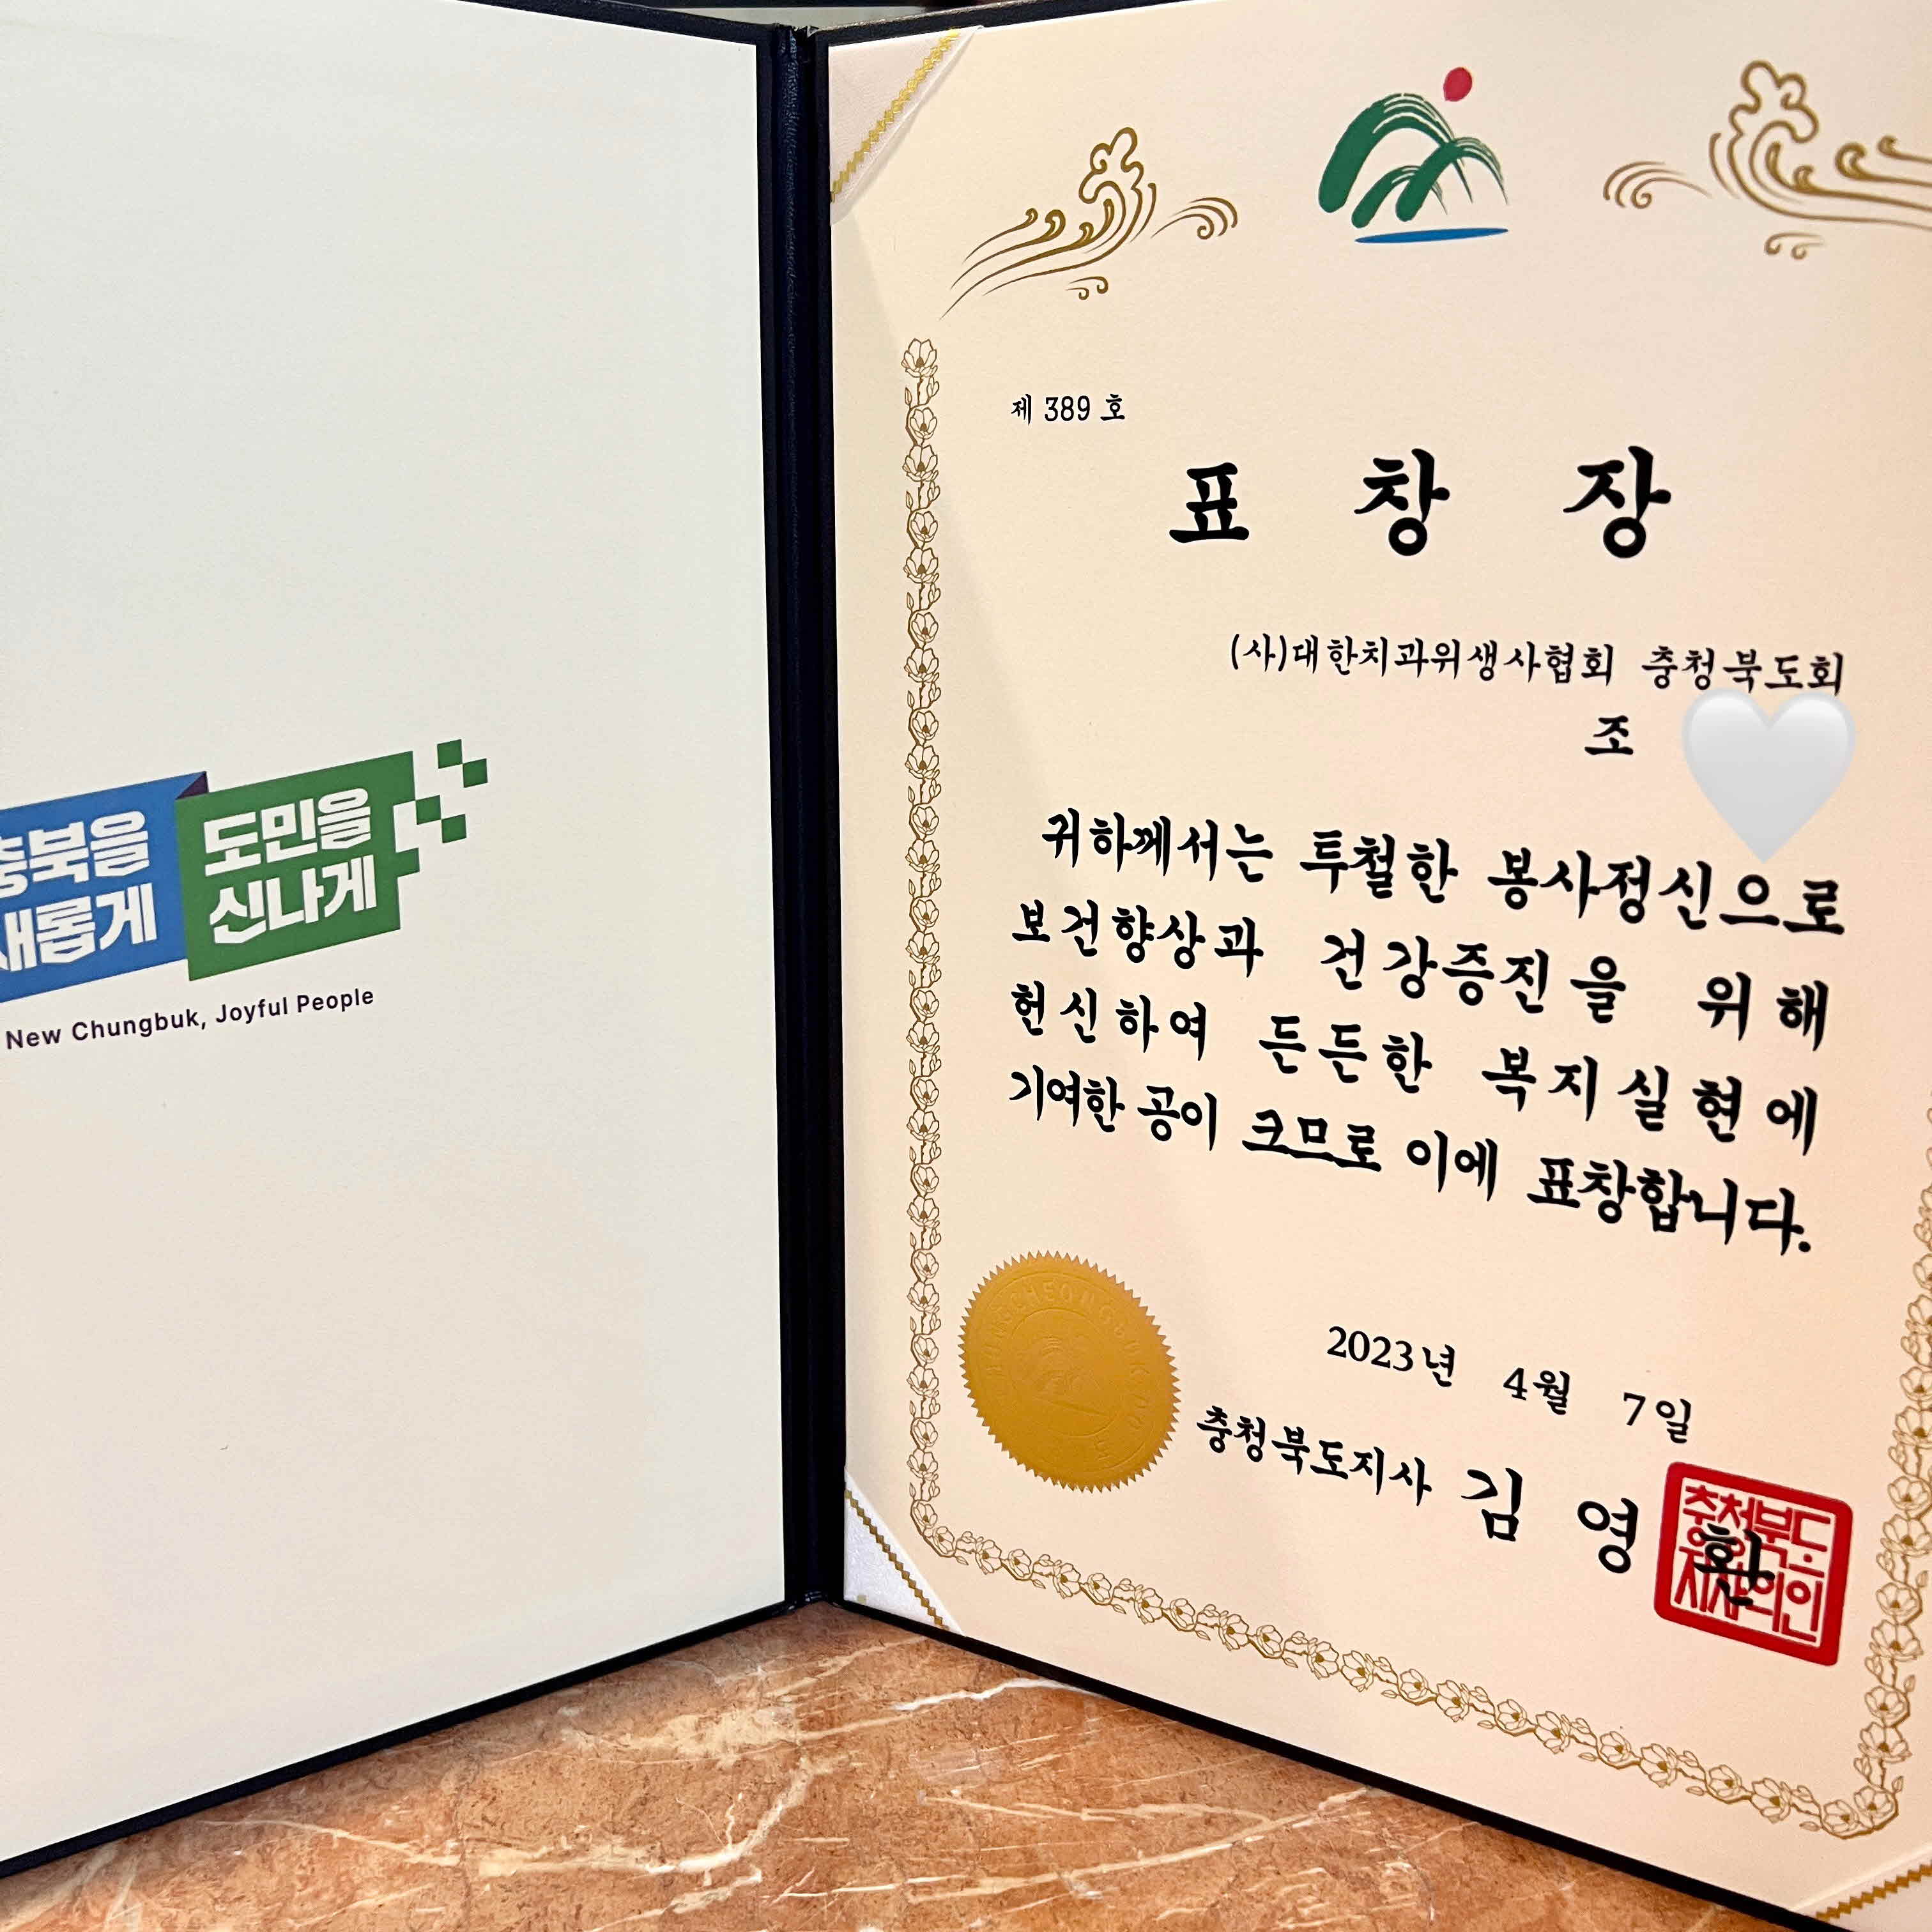 충북을 도민을
새롭게 신나게
New Chungbuk, Joyful People
제 389 호
표 창 장
(사)대한치과위생사협회 충청북도회
조
귀하께서는 투철한 봉사정신으로
보건향상과 건강증진을 위해
헌신하여 든든한 복지실현에
기여한 공이 크므로 이에 표창합니다.
2023년 4월 7일
충청북도지사 김 영 환
충청북도
지사의인